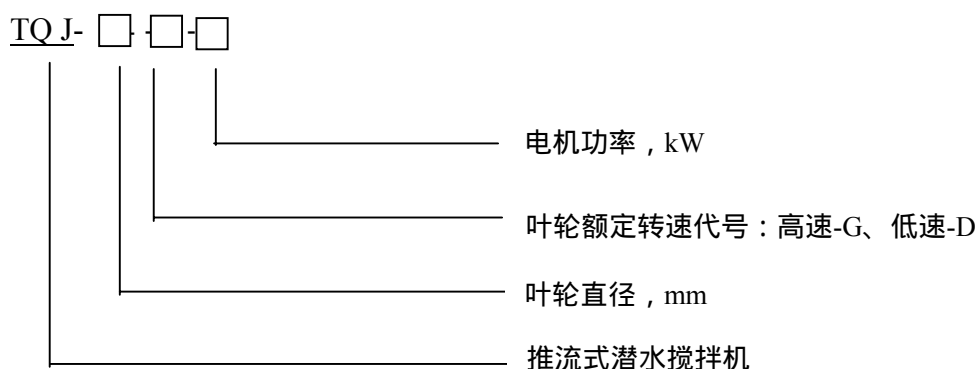 TQ J- □ - □ - □
电机功率，kW
叶轮额定转速代号：高速-G、低速-D
叶轮直径，mm
推流式潜水搅拌机